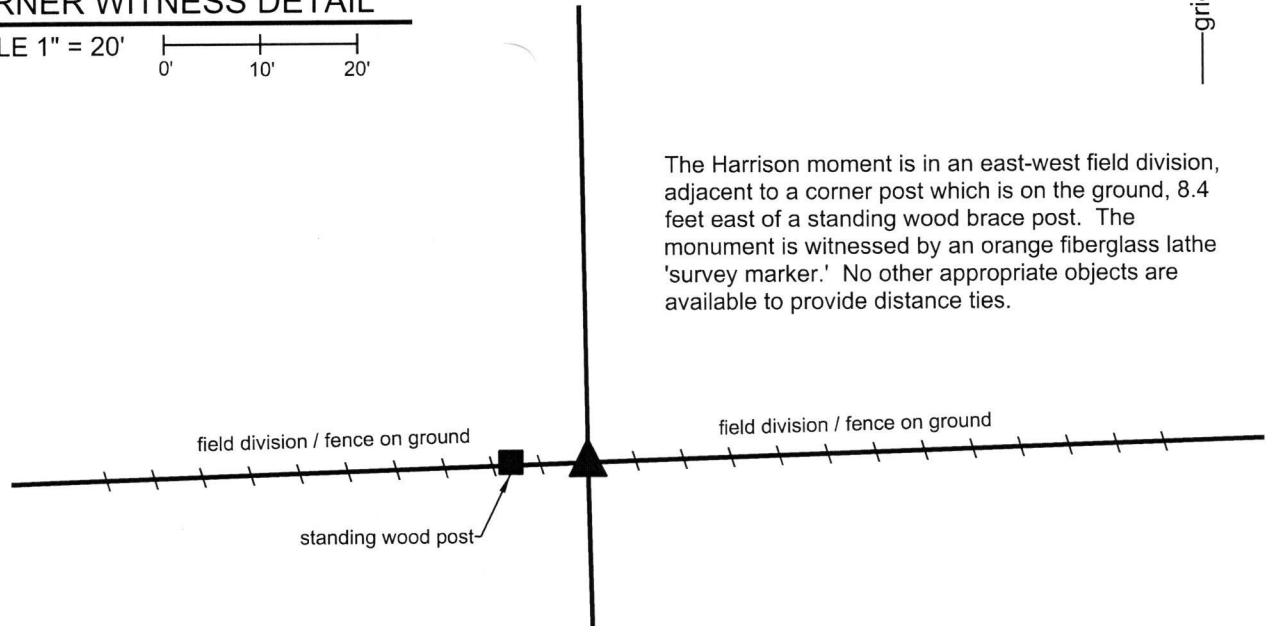 RNER WITNESS DETAIL
LE 1" = 20'
0' 10' 20'
gri
The Harrison moment is in an east-west field division,
adjacent to a corner post which is on the ground, 8.4
feet east of a standing wood brace post. The
monument is witnessed by an orange fiberglass lathe
'survey marker.' No other appropriate objects are
available to provide distance ties.
field division / fence on ground
field division / fence on ground
standing wood post